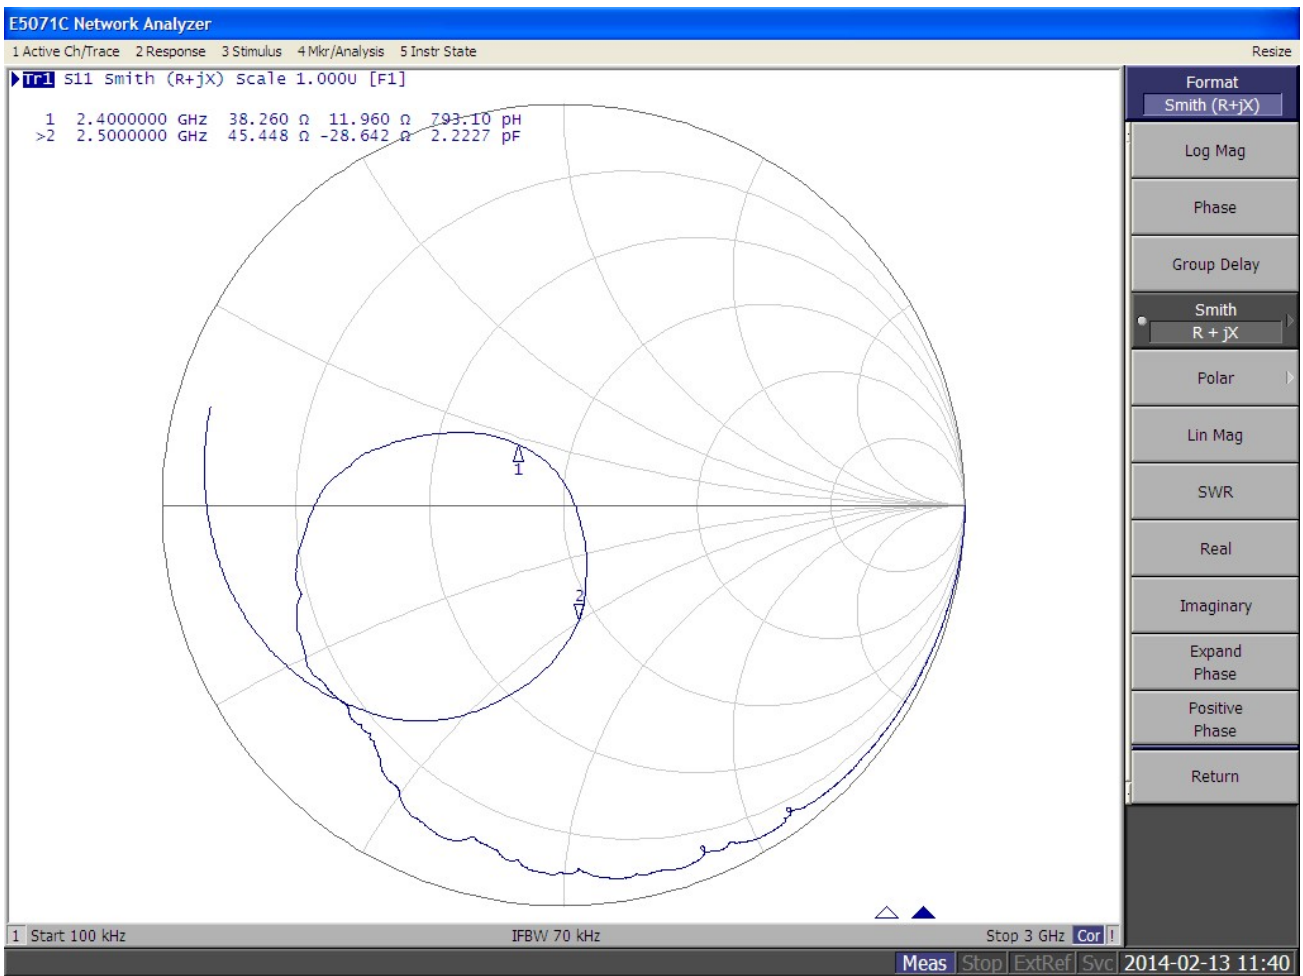 E5071C Network Analyzer
1 Active Ch/Trace 2 Response 3 Stimulus 4 Mkr/Analysis 5 Instr State Resize
Tr1 S11 Smith (R+jX) Scale 1.000U [F1]
1 2.4000000 GHz 38.260 Ω 11.960 Ω 793.10 pH
>2 2.5000000 GHz 45.448 Ω -28.642 Ω 2.2227 pF
1
2
Format
Smith (R+jX)
Log Mag
Phase
Group Delay
Smith
R + jX
Polar
Lin Mag
SWR
Real
Imaginary
Expand
Phase
Positive
Phase
Return
1 Start 100 kHz IFBW 70 kHz Stop 3 GHz Cor !
Meas Stop ExtRef Svc 2014-02-13 11:40